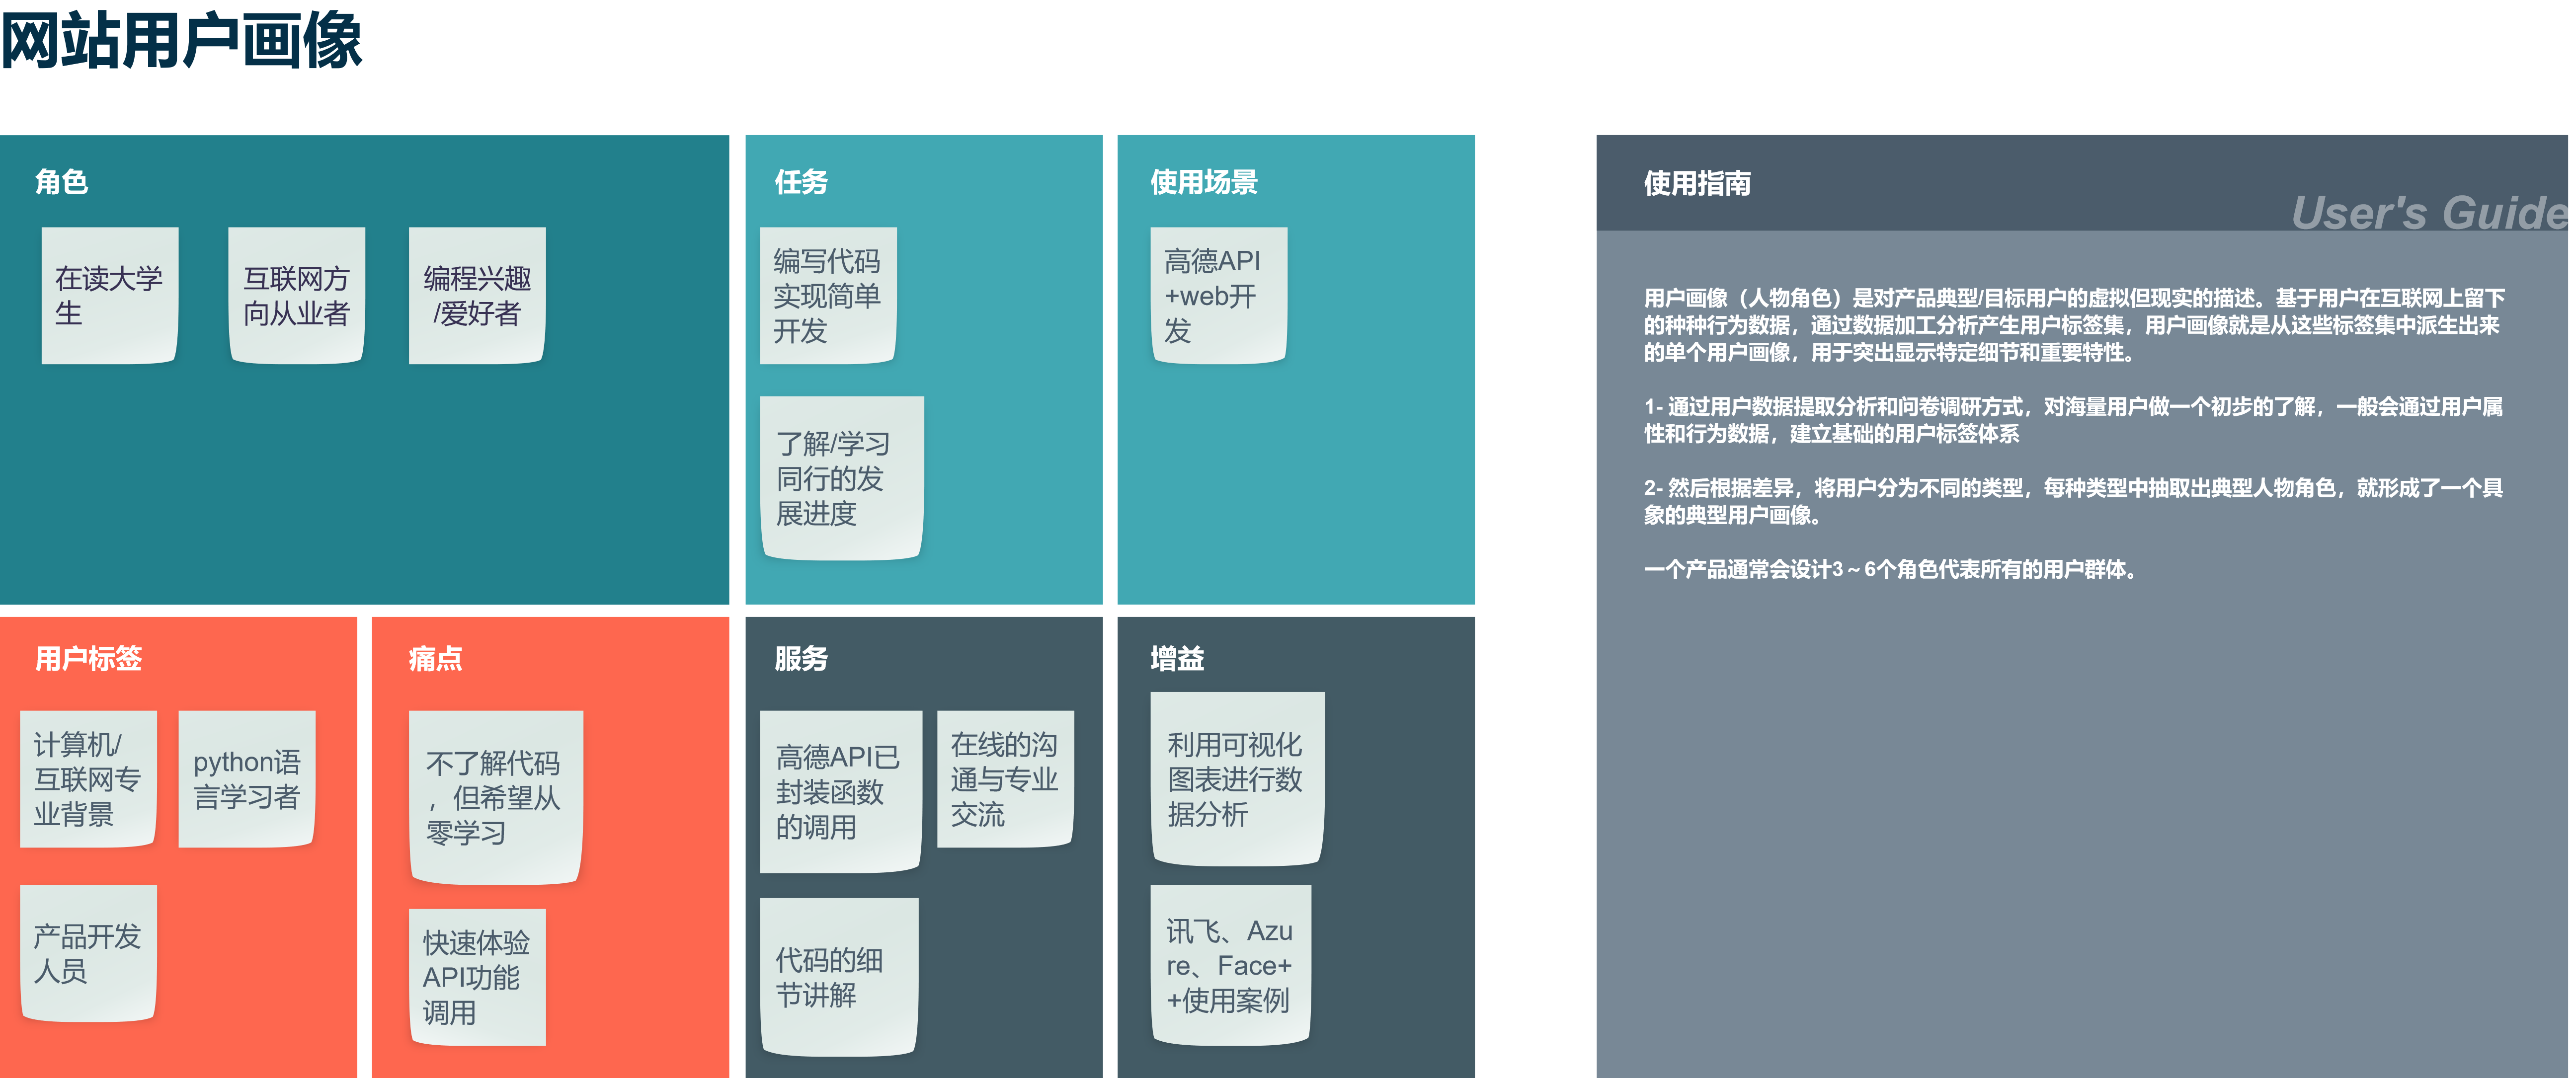 网站用户画像
角色
在读大学
生
互联网方
向从业者
编程兴趣
/爱好者
任务
编写代码
实现简单
开发
了解/学习
同行的发
展进度
使用场景
高德API
+web开
发
用户标签
计算机/
互联网专
业背景
python语
言学习者
产品开发
人员
痛点
不了解代码
，但希望从
零学习
快速体验
API功能
调用
服务
高德API已
封装函数
的调用
在线的沟
通与专业
交流
代码的细
节讲解
增益
利用可视化
图表进行数
据分析
讯飞、Azu
re、Face+
+使用案例
使用指南
User's Guide
用户画像（人物角色）是对产品典型/目标用户的虚拟但现实的描述。基于用户在互联网上留下
的种种行为数据，通过数据加工分析产生用户标签集，用户画像就是从这些标签集中派生出来
的单个用户画像，用于突出显示特定细节和重要特性。
1- 通过用户数据提取分析和问卷调研方式，对海量用户做一个初步的了解，一般会通过用户属
性和行为数据，建立基础的用户标签体系
2- 然后根据差异，将用户分为不同的类型，每种类型中抽取出典型人物角色，就形成了一个具
象的典型用户画像。
一个产品通常会设计3～6个角色代表所有的用户群体。